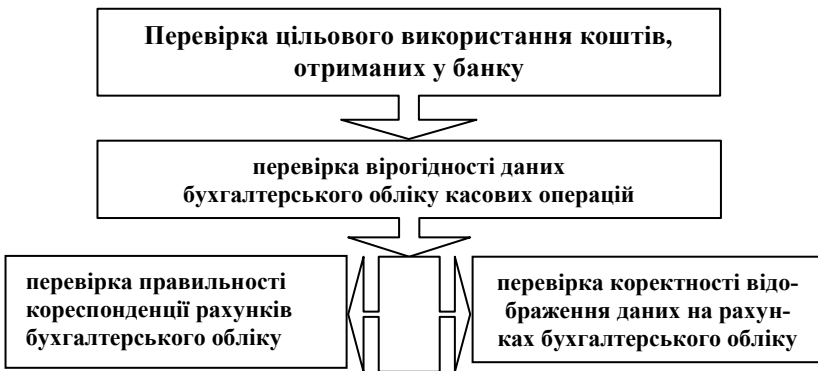 Перевірка цільового використання коштів,
отриманих у банку
перевірка вірогідності даних
бухгалтерського обліку касових операцій
перевірка правильності
кореспонденції рахунків
бухгалтерського обліку
перевірка коректності відо-
браження даних на рахун-
ках бухгалтерського обліку